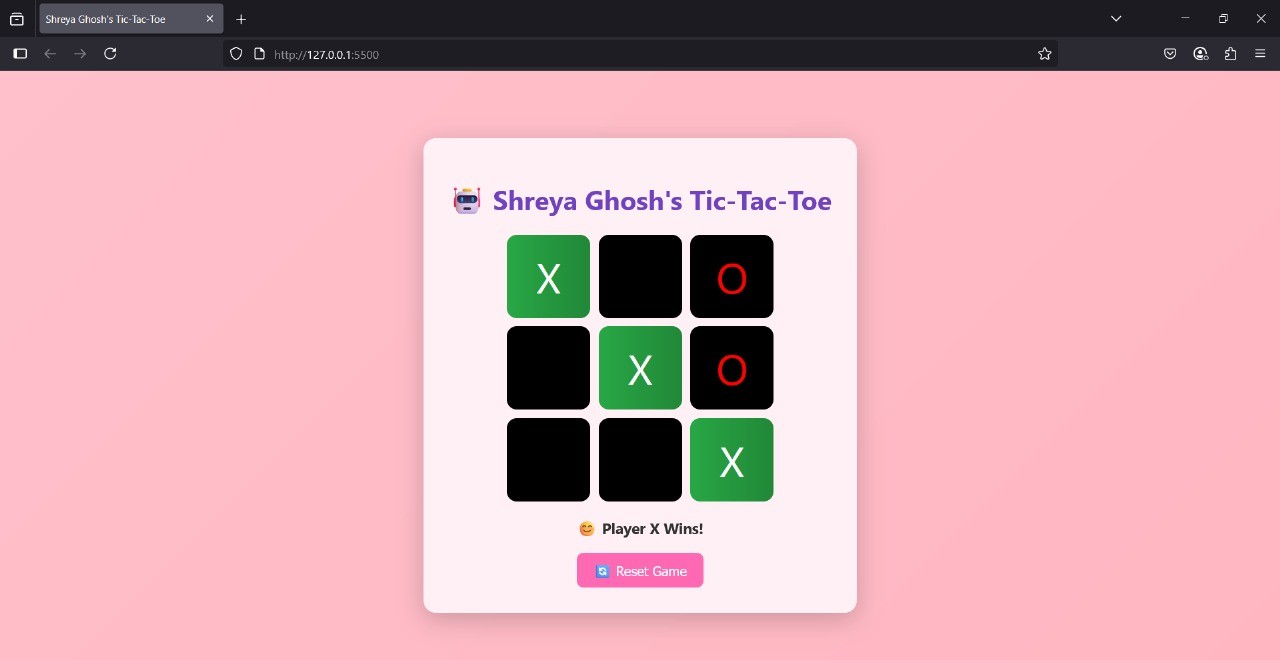 Shreya Ghosh's Tic-Tac-Toe
http://127.0.0.1:5500
Shreya Ghosh's Tic-Tac-Toe
X O
X O
X
Player X Wins!
Reset Game